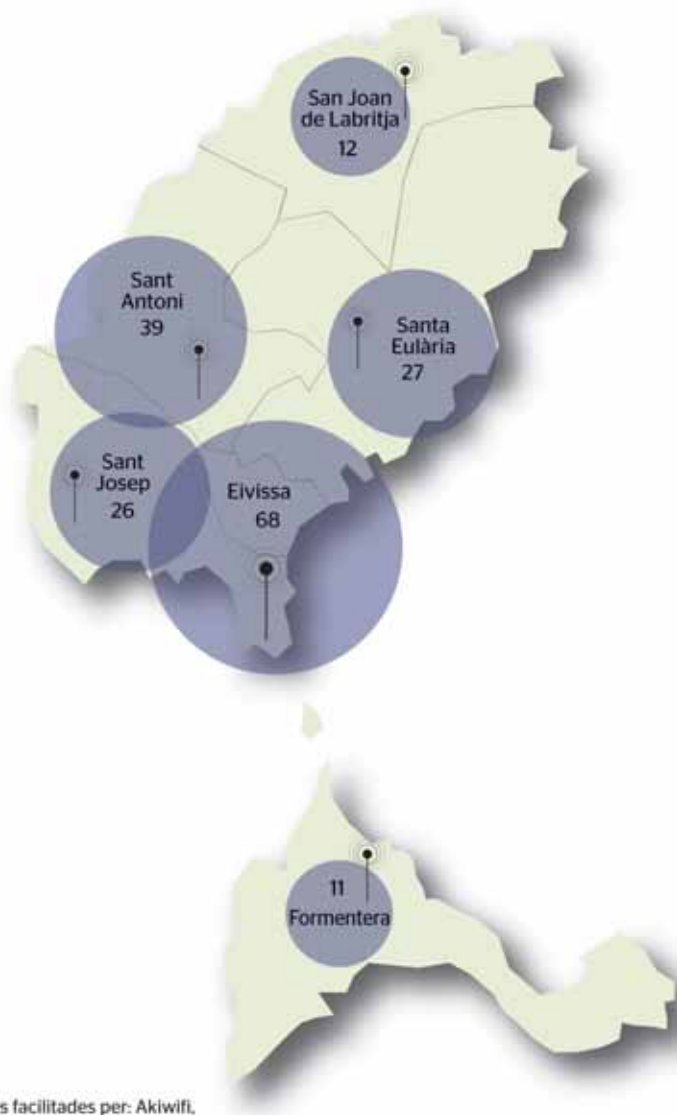 San Joan
de Labritja
12
Sant
Antoni
39
Santa
Eulària
27
Sant
Josep
26
Eivissa
68
11
Formentera
s facilitades per: Akiwifi,